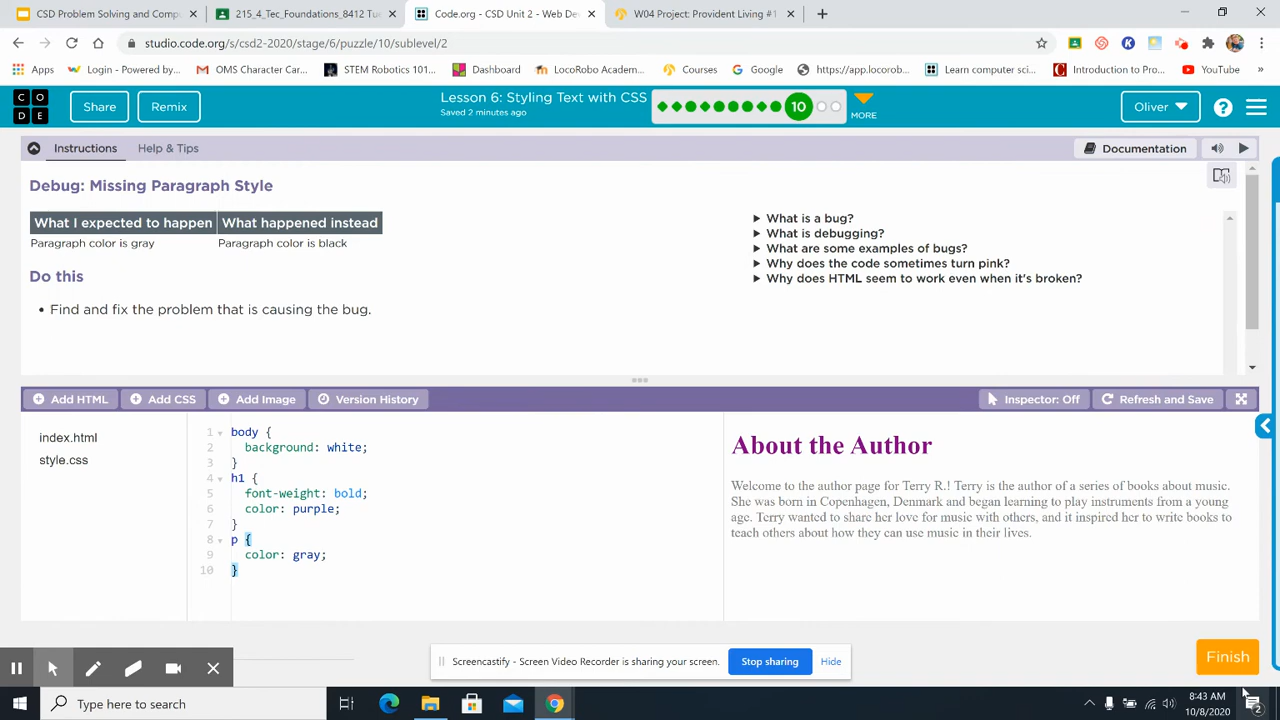 CSD Problem Solving and Comp
215_4_Tec_Foundations_8412 Tue
Code.org - CSD Unit 2 - Web De
W04 Project: Provident Living #1
studio.code.org/s/csd2-2020/stage/6/puzzle/10/sublevel/2
Apps
Login - Powered by...
OMS Character Car...
STEM Robotics 101...
Dashboard
LocoRobo Academ...
Courses
Google
https://app.locorob...
Learn computer sci...
Introduction to Pro...
YouTube
C O
D E
Share
Remix
Lesson 6: Styling Text with CSS
Saved 2 minutes ago
10
MORE
Oliver
?
Instructions
Help & Tips
Documentation
Debug: Missing Paragraph Style
What I expected to happen What happened instead
Paragraph color is gray Paragraph color is black
Do this
• Find and fix the problem that is causing the bug.
What is a bug?
What is debugging?
What are some examples of bugs?
Why does the code sometimes turn pink?
Why does HTML seem to work even when it's broken?
Add HTML
Add CSS
Add Image
Version History
Inspector: Off
Refresh and Save
index.html
style.css
1 body {
2 background: white;
3 }
4 h1 {
5 font-weight: bold;
6 color: purple;
7 }
8 p {
9 color: gray;
10 }
About the Author
Welcome to the author page for Terry R.! Terry is the author of a series of books about music.
She was born in Copenhagen, Denmark and began learning to play instruments from a young
age. Terry wanted to share her love for music with others, and it inspired her to write books to
teach others about how they can use music in their lives.
Screencastify - Screen Video Recorder is sharing your screen.
Stop sharing
Hide
Finish
Type here to search
8:43 AM
10/8/2020
2